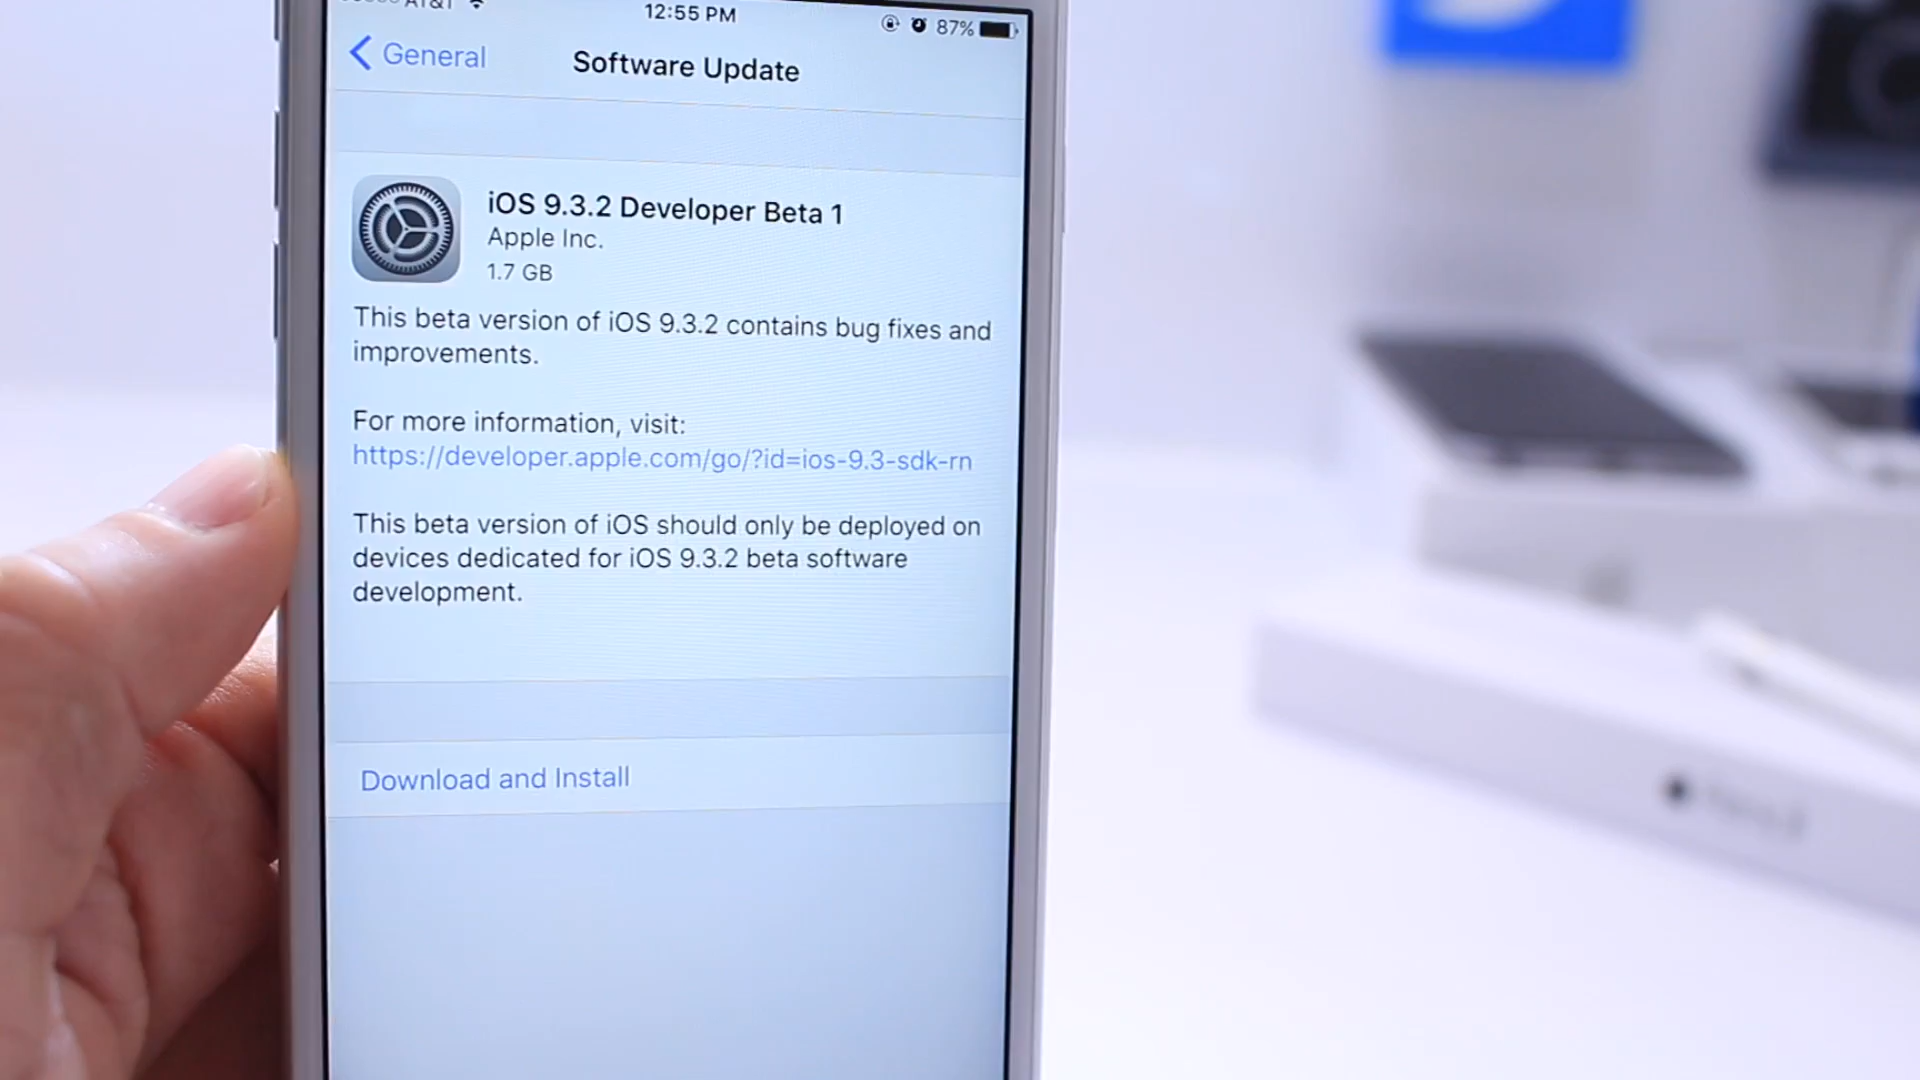 AT&T
12:55 PM
87%
General
Software Update
iOS 9.3.2 Developer Beta 1
Apple Inc.
1.7 GB
This beta version of iOS 9.3.2 contains bug fixes and
improvements.
For more information, visit:
https://developer.apple.com/go/?id=ios-9.3-sdk-rn
This beta version of iOS should only be deployed on
devices dedicated for iOS 9.3.2 beta software
development.
Download and Install